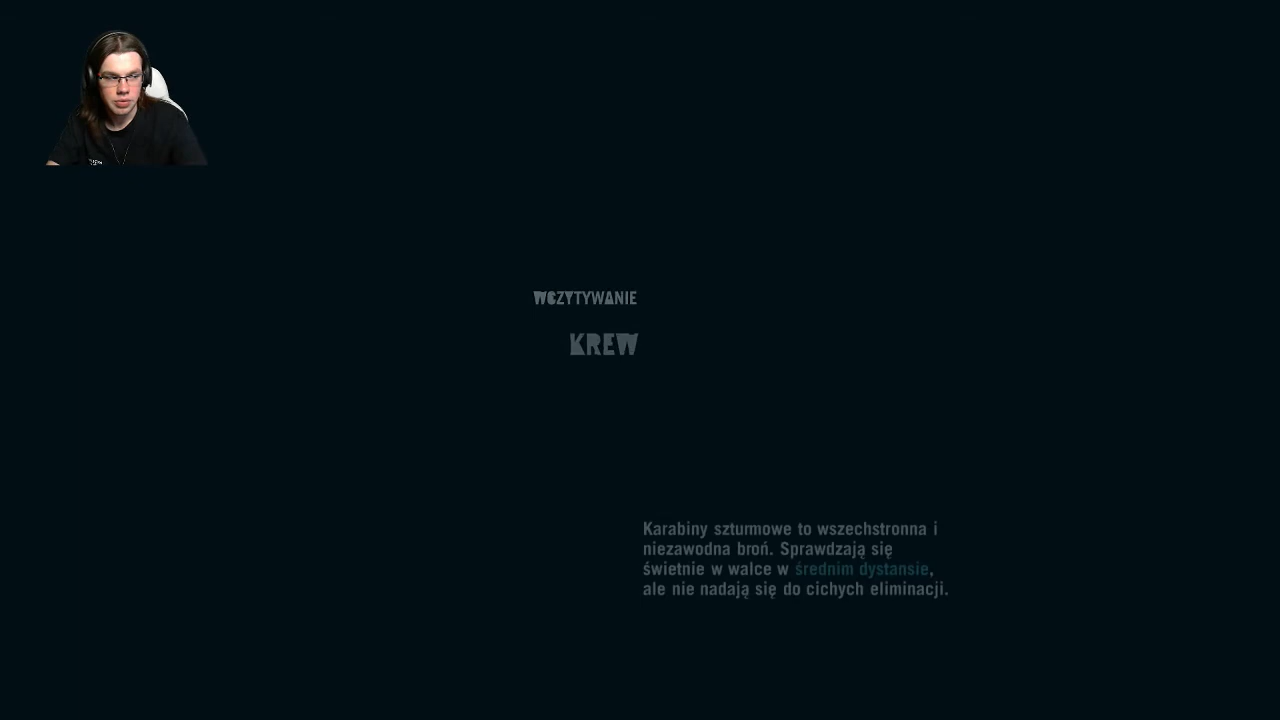 WCZYTYWANIE
KREW
Karabiny szturmowe to wszechstronna i
niezawodna broń. Sprawdzają się
świetnie w walce w średnim dystansie,
ale nie nadają się do cichych eliminacji.